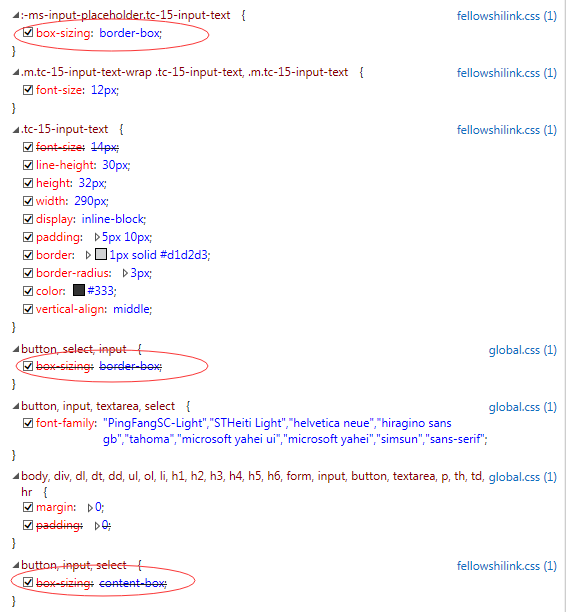 :-ms-input-placeholder.tc-15-input-text { fellowshilink.css (1)
box-sizing: border-box;
}
.m.tc-15-input-text-wrap .tc-15-input-text, .m.tc-15-input-text { fellowshilink.css (1)
font-size: 12px;
}
.tc-15-input-text { fellowshilink.css (1)
font-size: 14px;
line-height: 30px;
height: 32px;
width: 290px;
display: inline-block;
padding: 5px 10px;
border: 1px solid #d1d2d3;
border-radius: 3px;
color: #333;
vertical-align: middle;
}
button, select, input { global.css (1)
box-sizing: border-box;
}
button, input, textarea, select { global.css (1)
font-family: "PingFangSC-Light","STHeiti Light","helvetica neue","hiragino sans
gb","tahoma","microsoft yahei ui","microsoft yahei","simsun","sans-serif";
}
body, div, dl, dt, dd, ul, ol, li, h1, h2, h3, h4, h5, h6, form, input, button, textarea, p, th, td, global.css (1)
hr {
margin: 0;
padding: 0;
}
button, input, select { fellowshilink.css (1)
box-sizing: content-box;
}